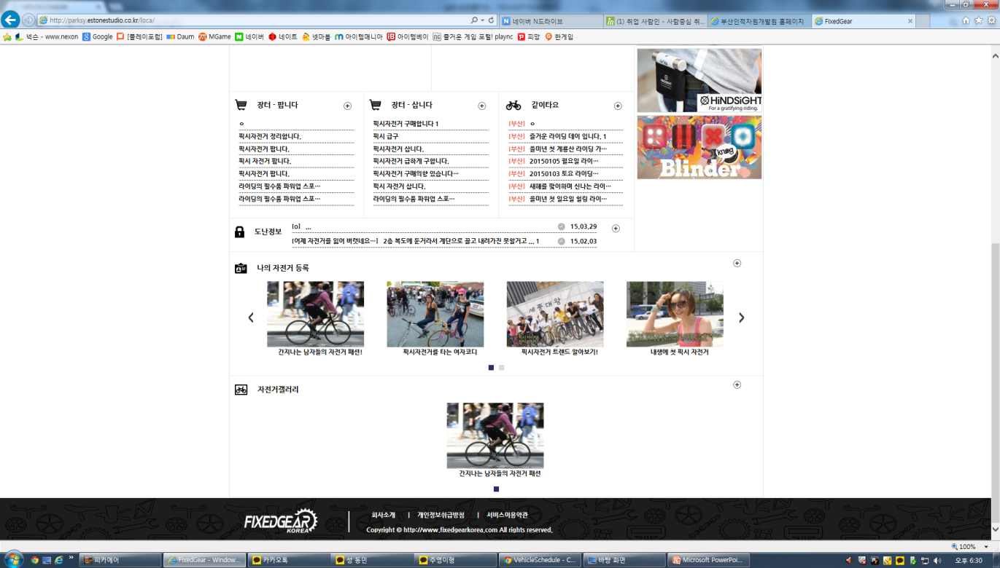 http://parksy.estonestudio.co.kr/loca/
네이버 N드라이브
(1) 취업 사람인 - 사람중심 취...
부산인적자원개발원 홈페이지
FixedGear
넥슨 - www.nexon
Google
[플레이포럼]
Daum
MGame
네이버
네이트
넷마블
아이템매니아
아이템베이
즐거운 게임 포털! plaync
피망
한게임
HiNDSiGHT
For a gratifying riding.
knog
Blinder
장터 - 팝니다
ㅇ
픽시자전거 정리합니다.
픽시자전거 팝니다.
픽시 자전거 팝니다.
픽시자전거 팝니다.
라이딩의 필수품 파워업 스포…
라이딩의 필수품 파워업 스포…
장터 - 삽니다
픽시자전거 구매합니다 1
픽시 급구
픽시자전거 삽니다.
픽시자전거 급하게 구합니다.
픽시자전거 구매의향 있습니다…
픽시 자전거 삽니다.
라이딩의 필수품 파워업 스포…
같이타요
[부산] ㅇ
[부산] 즐거운 라이딩 데이 입니다. 1
[부산] 을미년 첫 계룡산 라이딩 가…
[부산] 20150105 월요일 라이…
[부산] 20150103 토요 라이딩…
[부산] 새해를 맞이하며 신나는 라이…
[부산] 을미년 첫 일요일 힐링 라이…
도난정보
[o] ... 15.03.29
[어제 자전거를 잃어 버렷네요…] 2층 복도에 둔거라서 계단으로 끌고 내려가진 못할거고 ... 1 15.02.03
나의 자전거 등록
세종대왕
간지나는 남자들의 자전거 패션!
픽시자전거를 타는 여자코디
픽시자전거 트렌드 알아보기!
내생에 첫 픽시 자전거
자전거갤러리
간지나는 남자들의 자전거 패션
FIXEDGEAR
KOREA
회사소개 | 개인정보취급방침 | 서비스이용약관
Copyright © http://www.fixedgearkorea.com All rights reserved.
100%
피카에어
FixedGear - Window...
카카오톡
성 동민
주영이형
VehicleSchedule - C...
바탕 화면
Microsoft PowerPoi...
오후 6:30